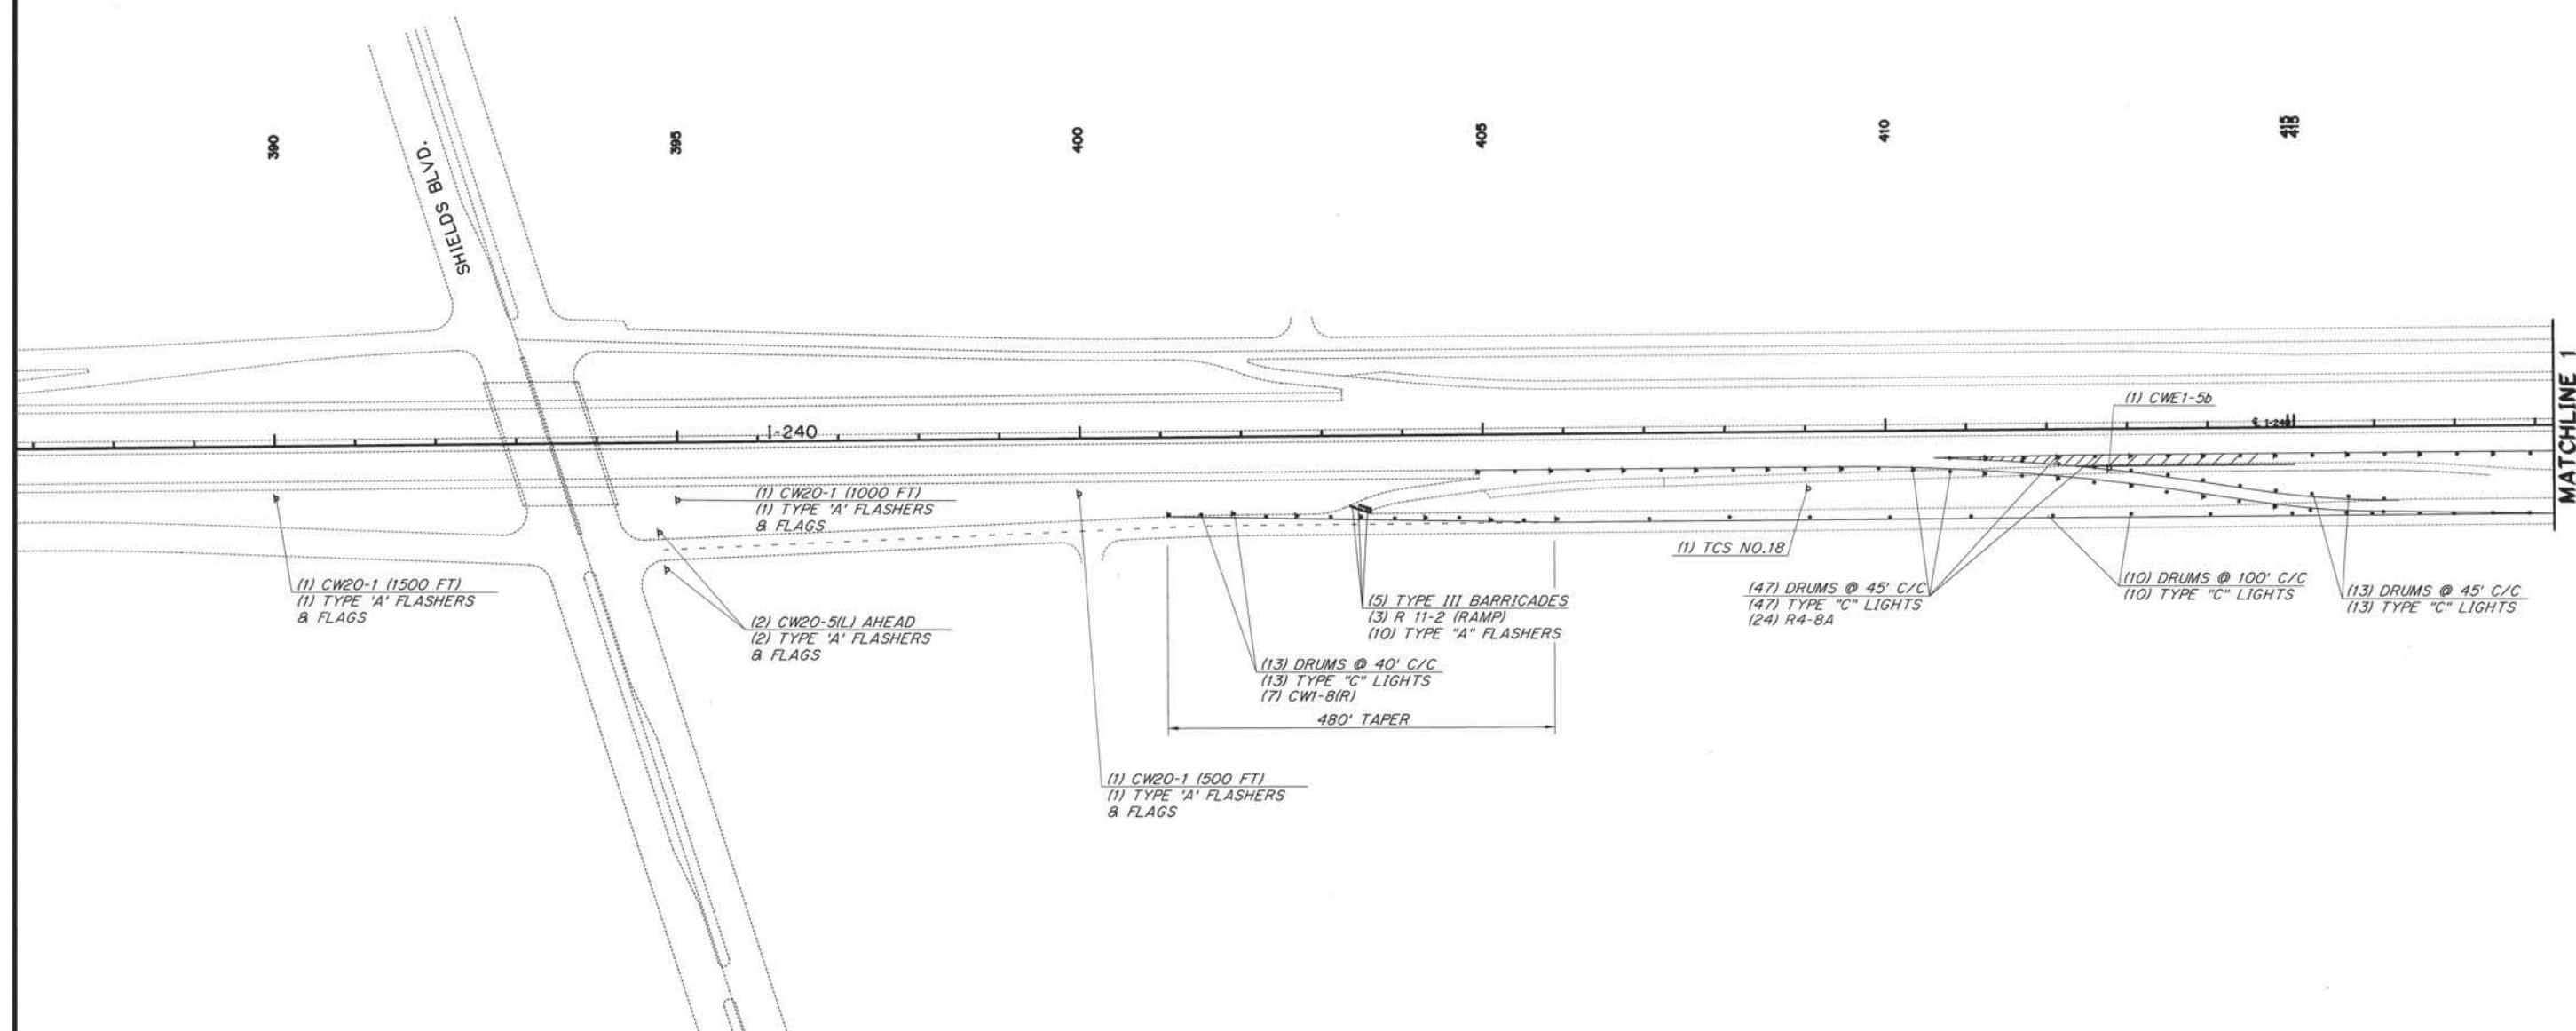 390
395
400
405
410
415
415
SHIELDS BLVD.
I-240
MATCHLINE 1
(1) CWE1-5b
(1) CW20-1 (1000 FT)
(1) TYPE 'A' FLASHERS
& FLAGS
(1) CW20-1 (1500 FT)
(1) TYPE 'A' FLASHERS
& FLAGS
(2) CW20-5(L) AHEAD
(2) TYPE 'A' FLASHERS
& FLAGS
(5) TYPE III BARRICADES
(3) R 11-2 (RAMP)
(10) TYPE "A" FLASHERS
(13) DRUMS @ 40' C/C
(13) TYPE "C" LIGHTS
(7) CW1-8(R)
480' TAPER
(1) CW20-1 (500 FT)
(1) TYPE 'A' FLASHERS
& FLAGS
(1) TCS NO.18
(47) DRUMS @ 45' C/C
(47) TYPE "C" LIGHTS
(24) R4-8A
(10) DRUMS @ 100' C/C
(10) TYPE "C" LIGHTS
(13) DRUMS @ 45' C/C
(13) TYPE "C" LIGHTS